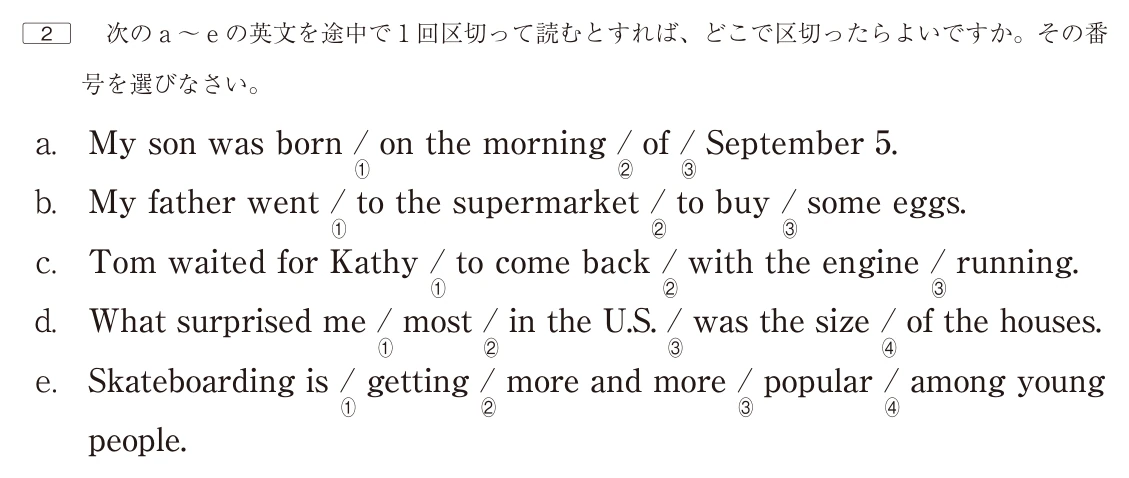 2 次のa~eの英文を途中で1回区切って読むとすれば、どこで区切ったらよいですか。その番
号を選びなさい。
a. My son was born / on the morning / of / September 5.
① ② ③
b. My father went / to the supermarket / to buy / some eggs.
① ② ③
c. Tom waited for Kathy / to come back / with the engine / running.
① ② ③
d. What surprised me / most / in the U.S. / was the size / of the houses.
① ② ③ ④
e. Skateboarding is / getting / more and more / popular / among young
① ② ③ ④
people.